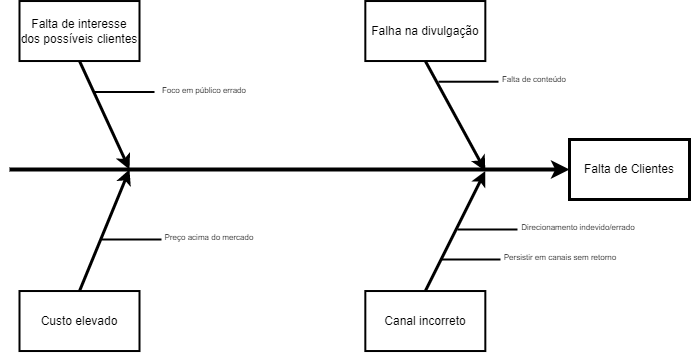 Falta de interesse
dos possíveis clientes
Falha na divulgação
Falta de conteúdo
Foco em público errado
Falta de Clientes
Direcionamento indevido/errado
Preço acima do mercado
Persistir em canais sem retorno
Custo elevado
Canal incorreto